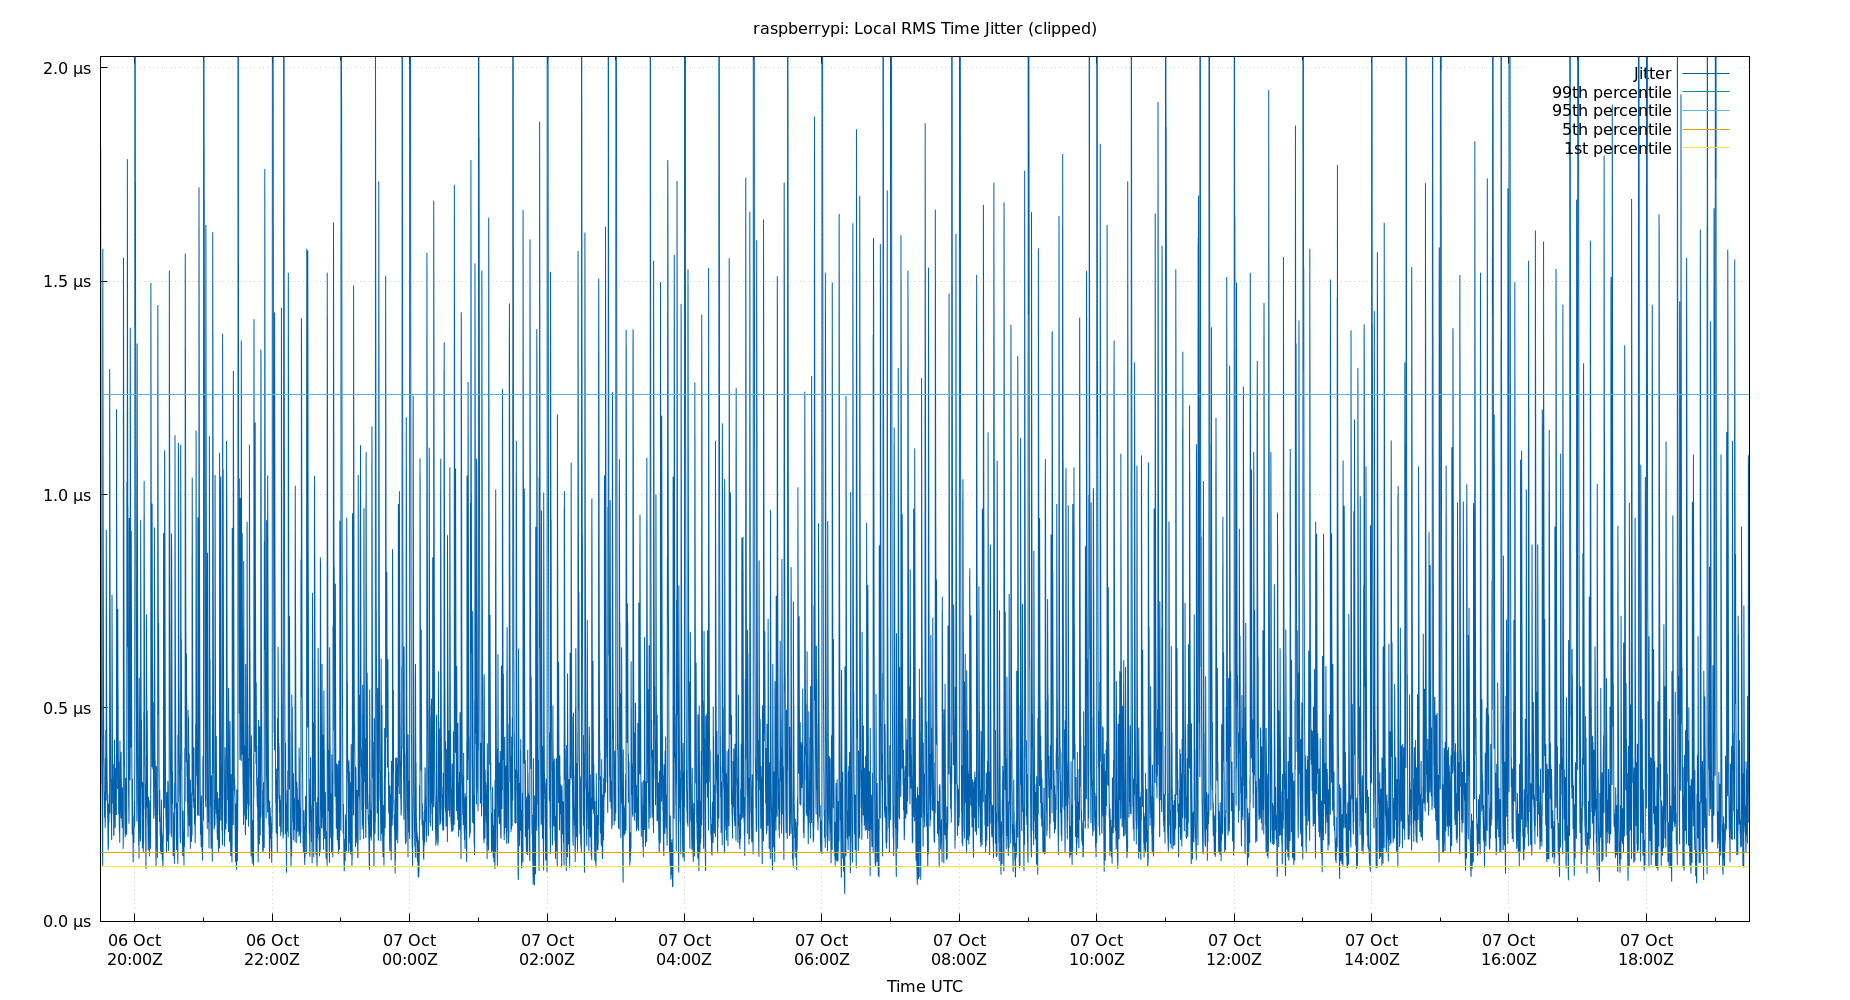 raspberrypi: Local RMS Time Jitter (clipped)
2.0 µs
1.5 µs
1.0 µs
0.5 µs
0.0 µs
Jitter
99th percentile
95th percentile
5th percentile
1st percentile
06 Oct 06 Oct 07 Oct 07 Oct 07 Oct 07 Oct 07 Oct 07 Oct 07 Oct 07 Oct 07 Oct 07 Oct
20:00Z 22:00Z 00:00Z 02:00Z 04:00Z 06:00Z 08:00Z 10:00Z 12:00Z 14:00Z 16:00Z 18:00Z
Time UTC